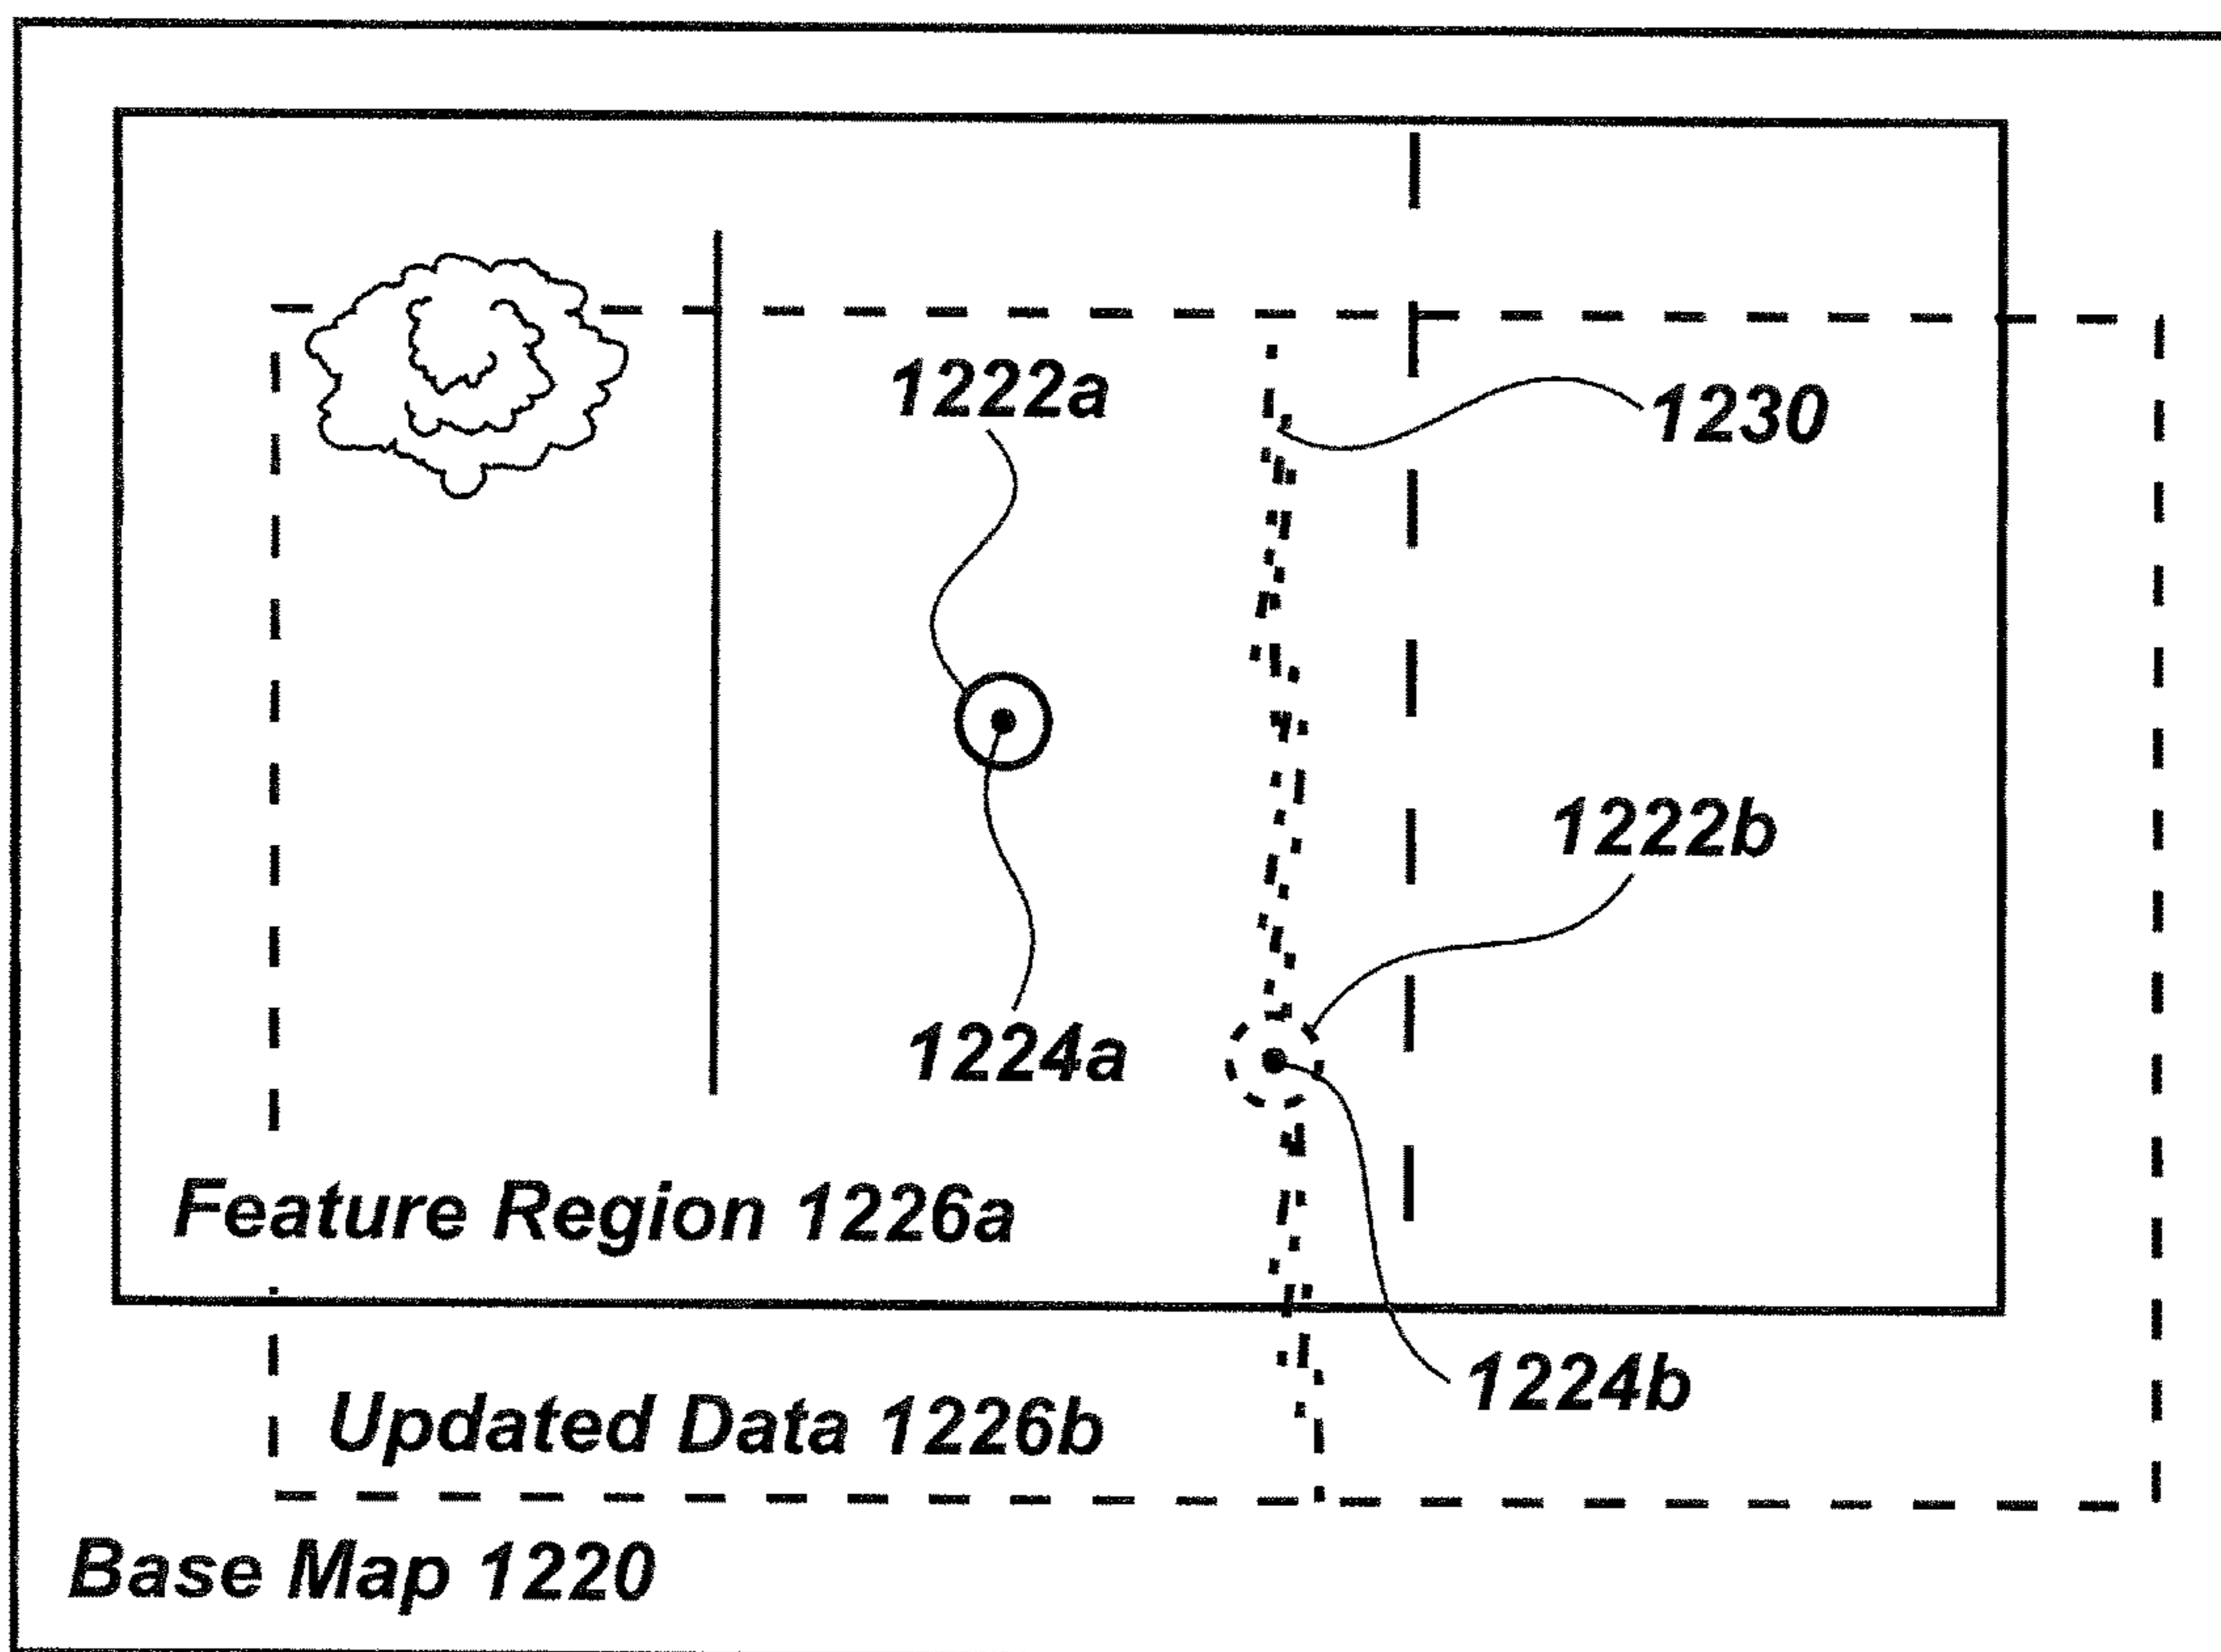 1222a
1230
1222b
1224a
Feature Region 1226a
1224b
Updated Data 1226b
Base Map 1220